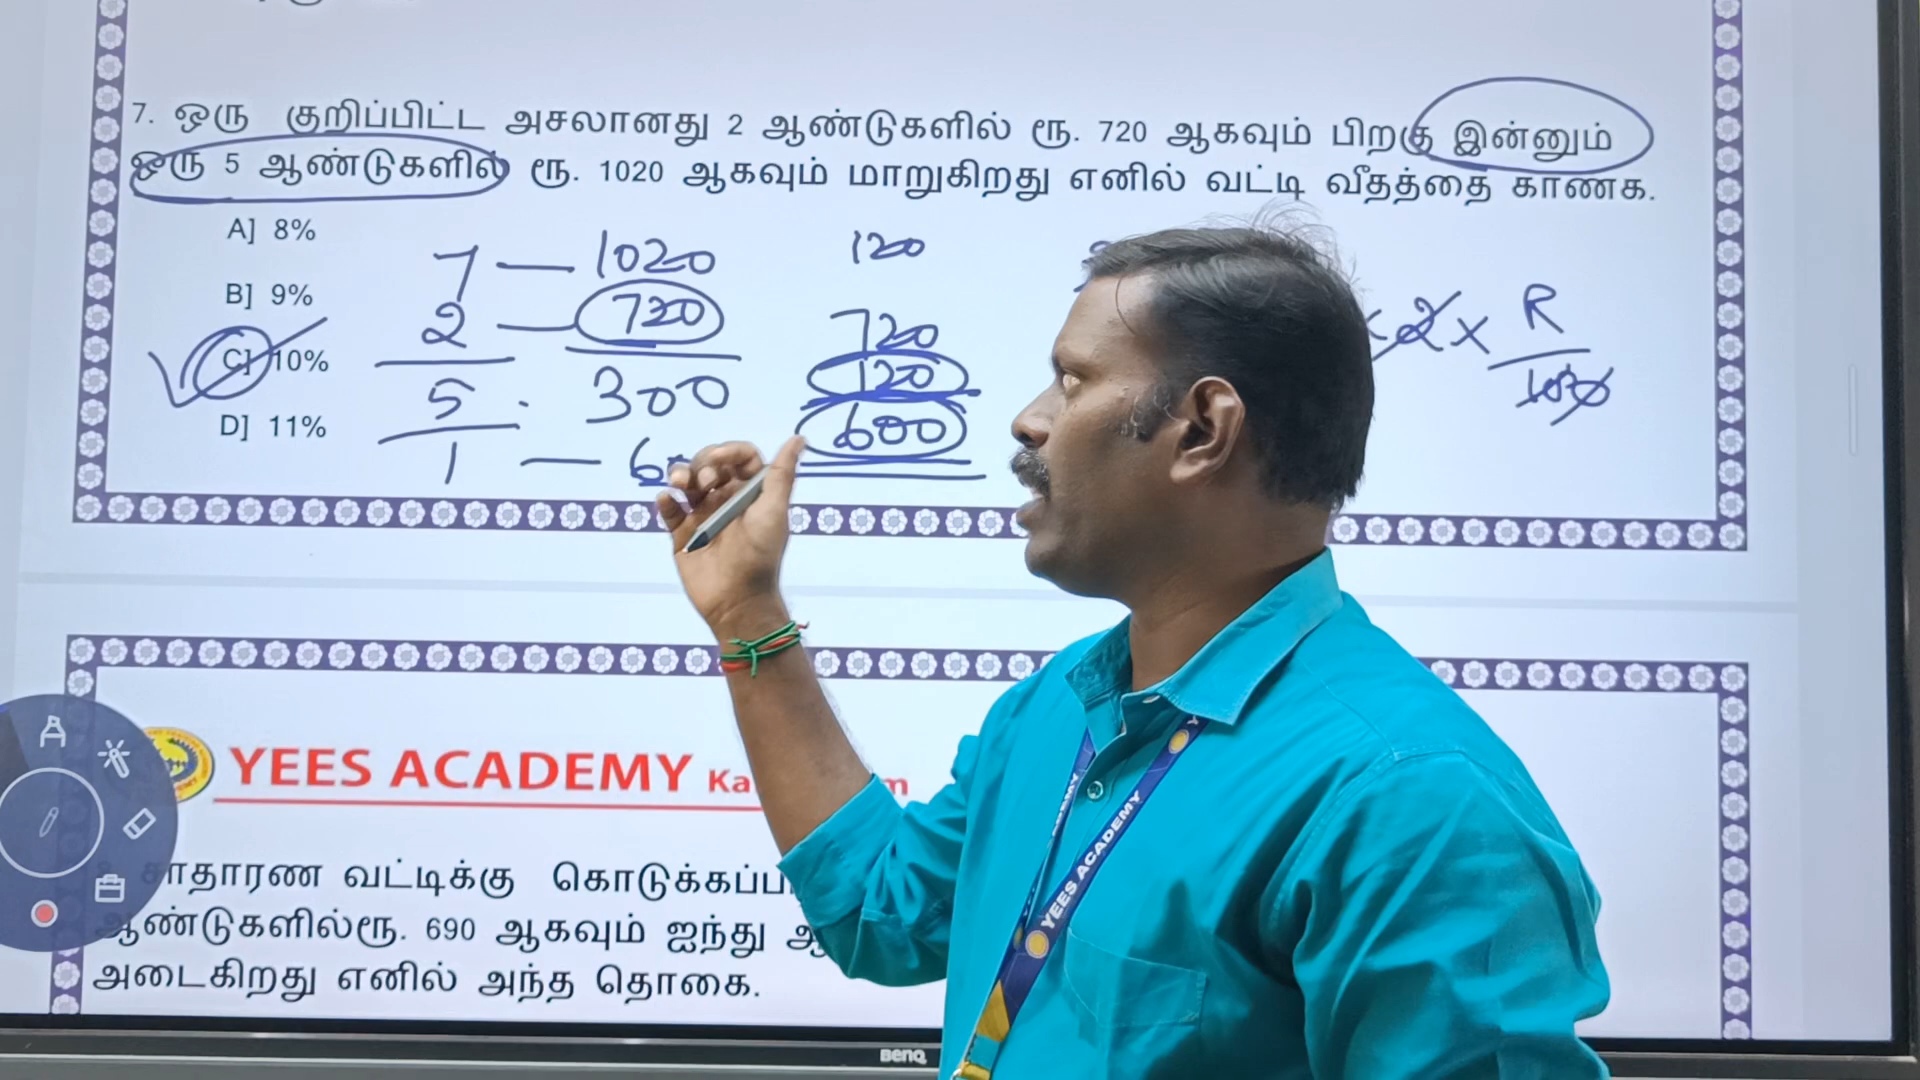 7. ஒரு குறிப்பிட்ட அசலானது 2 ஆண்டுகளில் ரூ. 720 ஆகவும் பிறகு இன்னும்
ஒரு 5 ஆண்டுகளில் ரூ. 1020 ஆகவும் மாறுகிறது எனில் வட்டி வீதத்தை காணக.
A] 8%
B] 9%
C] 10%
D] 11%
7 — 1020
2 — 720
5 300
1 —
120
720
120
600
2 x R
100
YEES ACADEMY
சாதாரண வட்டிக்கு
ஆண்டுகளில்ரூ. 690 ஆகவும் ஐந்து
அடைகிறது எனில் அந்த தொகை.
BenQ
YEES ACADEMY